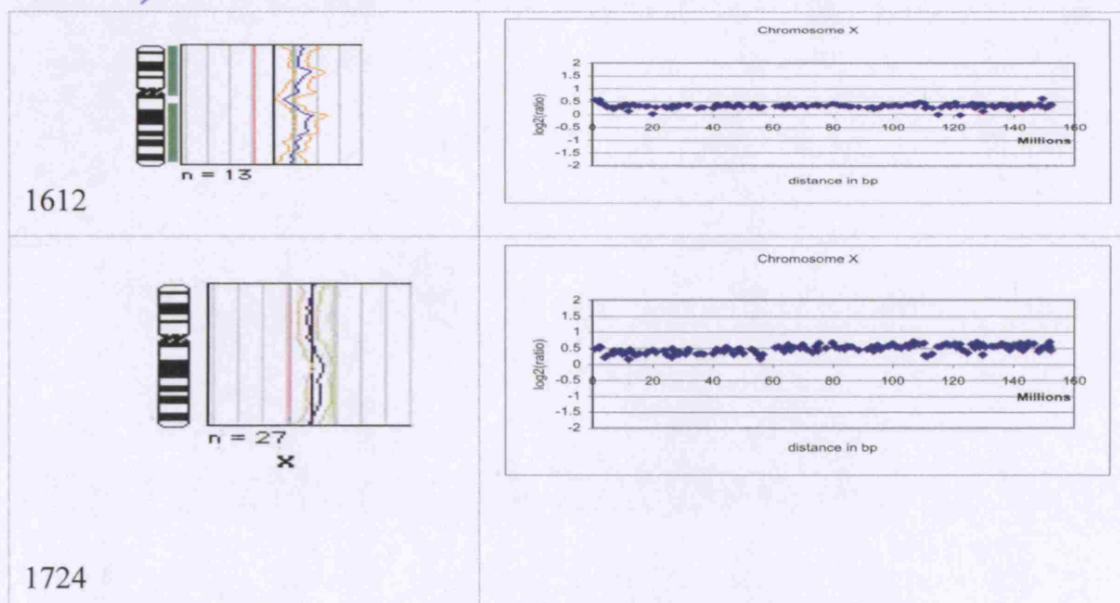 n = 13
1612
Chromosome X
log2(ratio)
2
1.5
1
0.5
0
-0.5
-1
-1.5
-2
0 20 40 60 80 100 120 140 160
Millions
distance in bp
n = 27
X
1724
Chromosome X
log2(ratio)
2
1.5
1
0.5
0
-0.5
-1
-1.5
-2
0 20 40 60 80 100 120 140 160
Millions
distance in bp